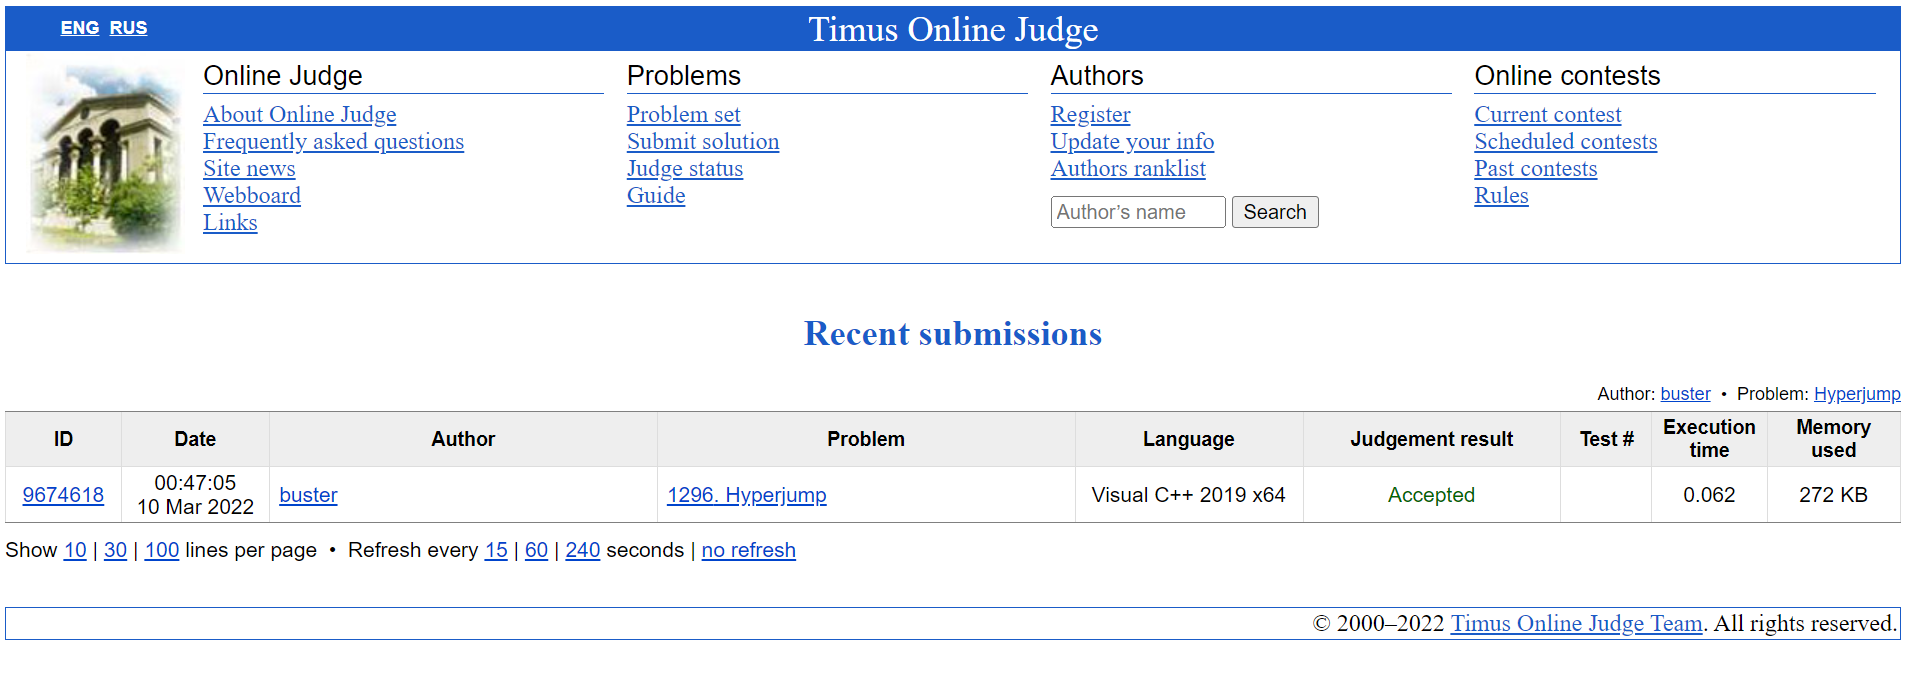 ENG RUS
Timus Online Judge
Online Judge
About Online Judge
Frequently asked questions
Site news
Webboard
Links
Problems
Problem set
Submit solution
Judge status
Guide
Authors
Register
Update your info
Authors ranklist
Author’s name Search
Online contests
Current contest
Scheduled contests
Past contests
Rules
Recent submissions
Author: buster • Problem: Hyperjump
ID Date Author Problem Language Judgement result Test # Execution time Memory used
9674618 00:47:05 10 Mar 2022 buster 1296. Hyperjump Visual C++ 2019 x64 Accepted 0.062 272 KB
Show 10 | 30 | 100 lines per page • Refresh every 15 | 60 | 240 seconds | no refresh
© 2000–2022 Timus Online Judge Team. All rights reserved.